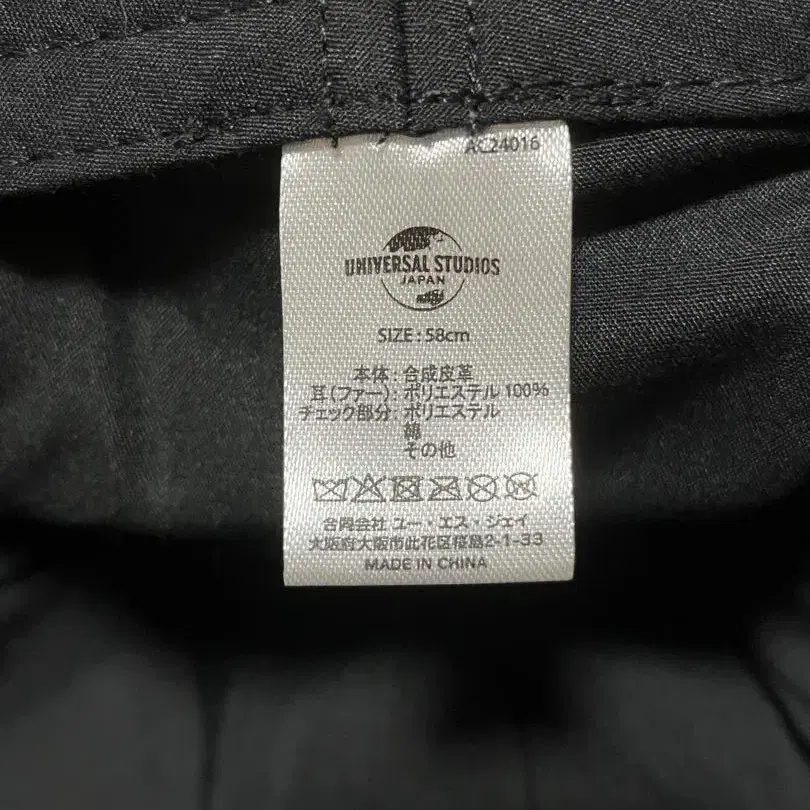 AC24016
UNIVERSAL STUDIOS
JAPAN
SIZE : 58cm
本体 : 合成皮革
耳(ファー) : ポリエステル 100%
チェック部分 : ポリエステル
綿
その他
合同会社 ユー・エス・ジェイ
大阪府大阪市此花区桜島2-1-33
MADE IN CHINA